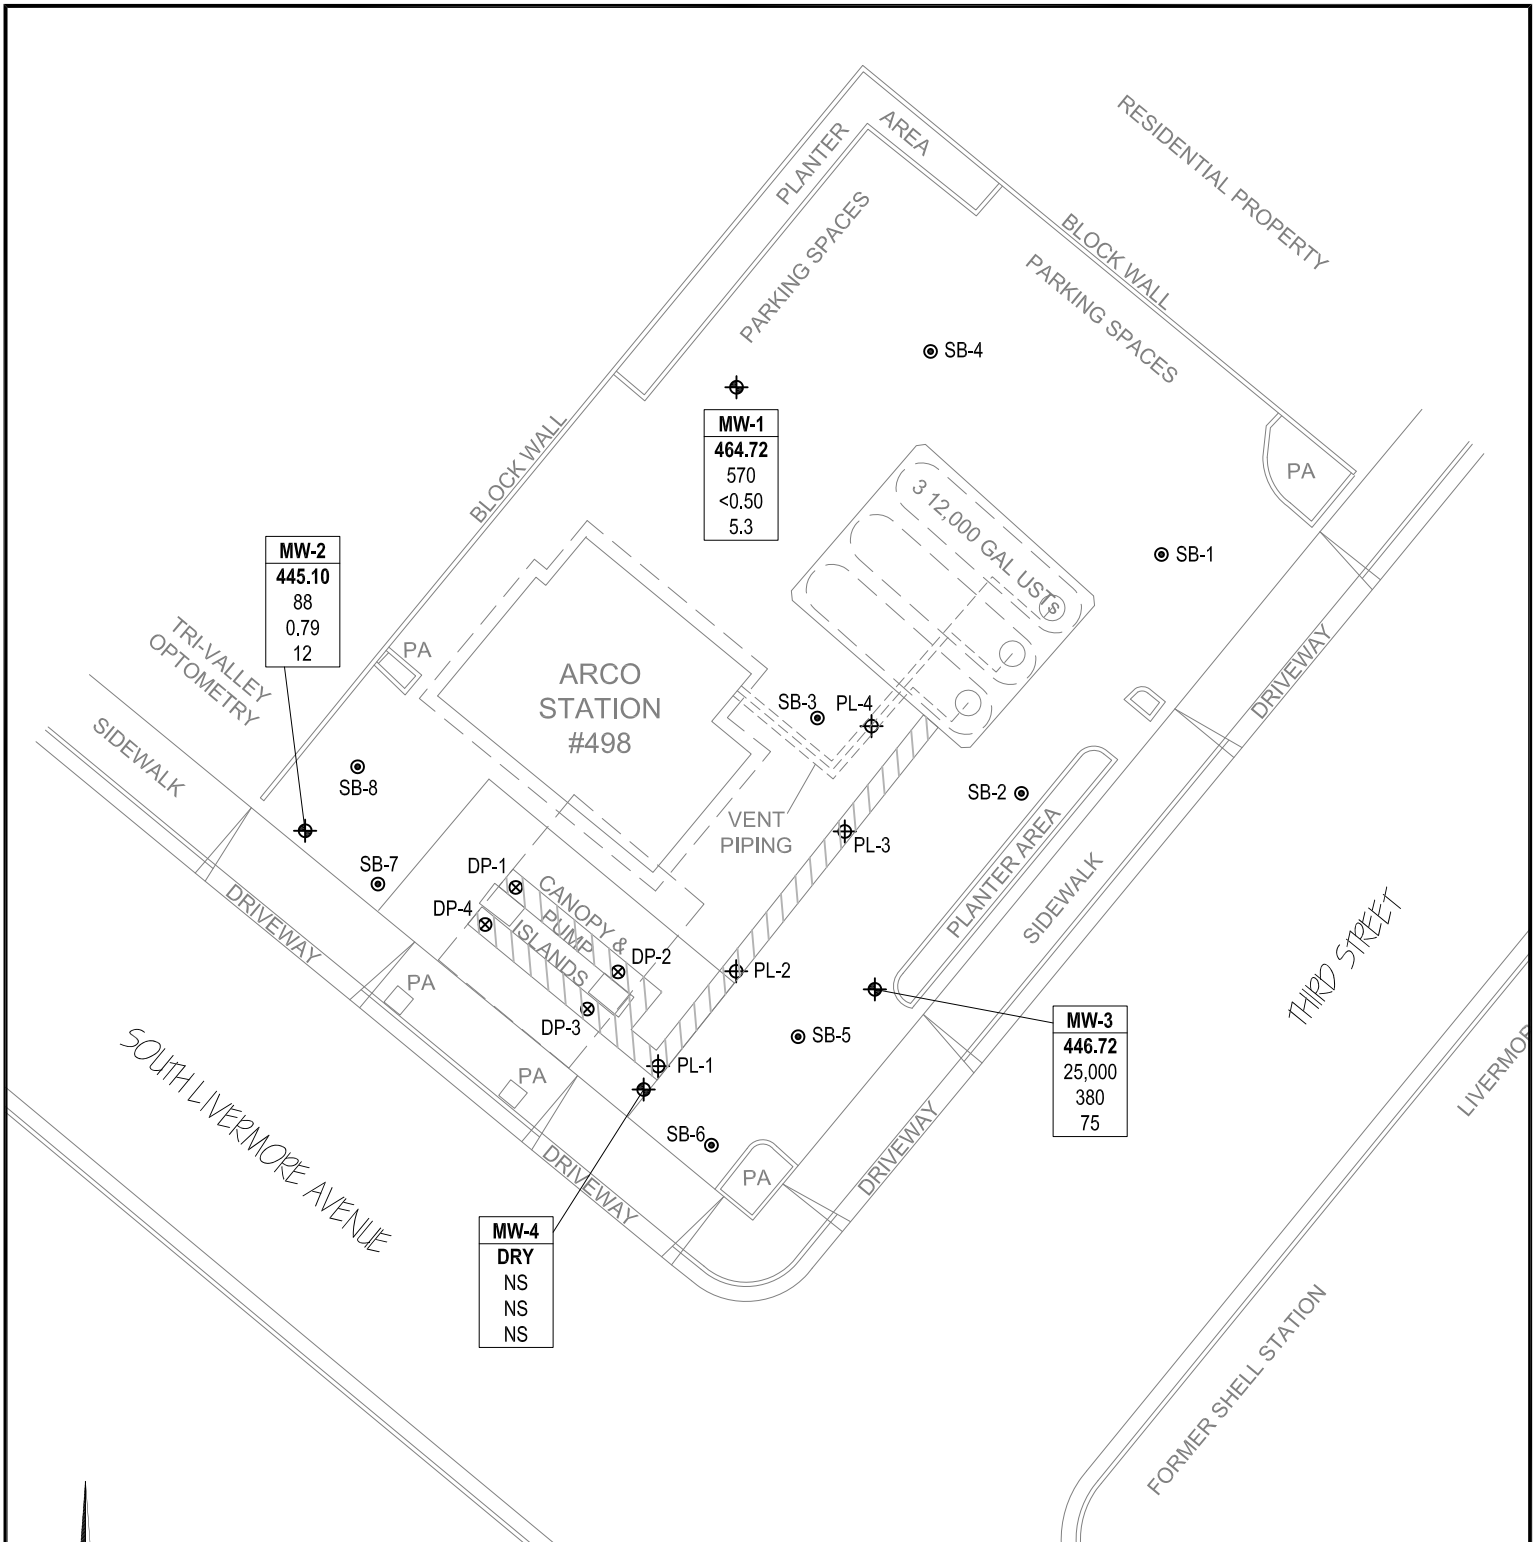 RESIDENTIAL PROPERTY
PLANTER
AREA
PARKING SPACES
BLOCK WALL
PARKING SPACES
SB-4
MW-1
464.72
570
<0.50
5.3
BLOCK WALL
PA
3 12,000 GAL USTs
SB-1
MW-2
445.10
88
0.79
12
TRI-VALLEY
OPTOMETRY
PA
ARCO
STATION
#498
SB-3
PL-4
DRIVEWAY
SIDEWALK
SB-8
SB-2
VENT
PIPING
PL-3
PLANTER AREA
SIDEWALK
SB-7
DP-1
DP-4
CANOPY &
PUMP
ISLANDS
DP-2
DP-3
PL-2
DRIVEWAY
PA
THIRD STREET
SB-5
MW-3
446.72
25,000
380
75
PL-1
PA
SOUTH LIVERMORE AVENUE
SB-6
PA
DRIVEWAY
DRIVEWAY
MW-4
DRY
NS
NS
NS
FORMER SHELL STATION